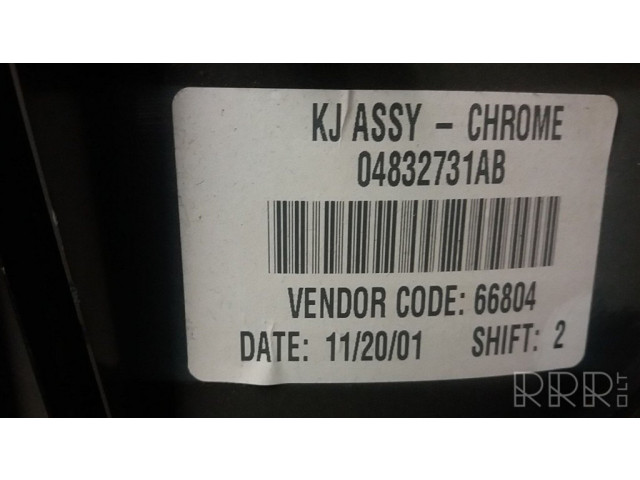 KJ ASSY - CHROME
04832731AB
VENDOR CODE: 66804
DATE: 11/20/01 SHIFT: 2
RRR.LT